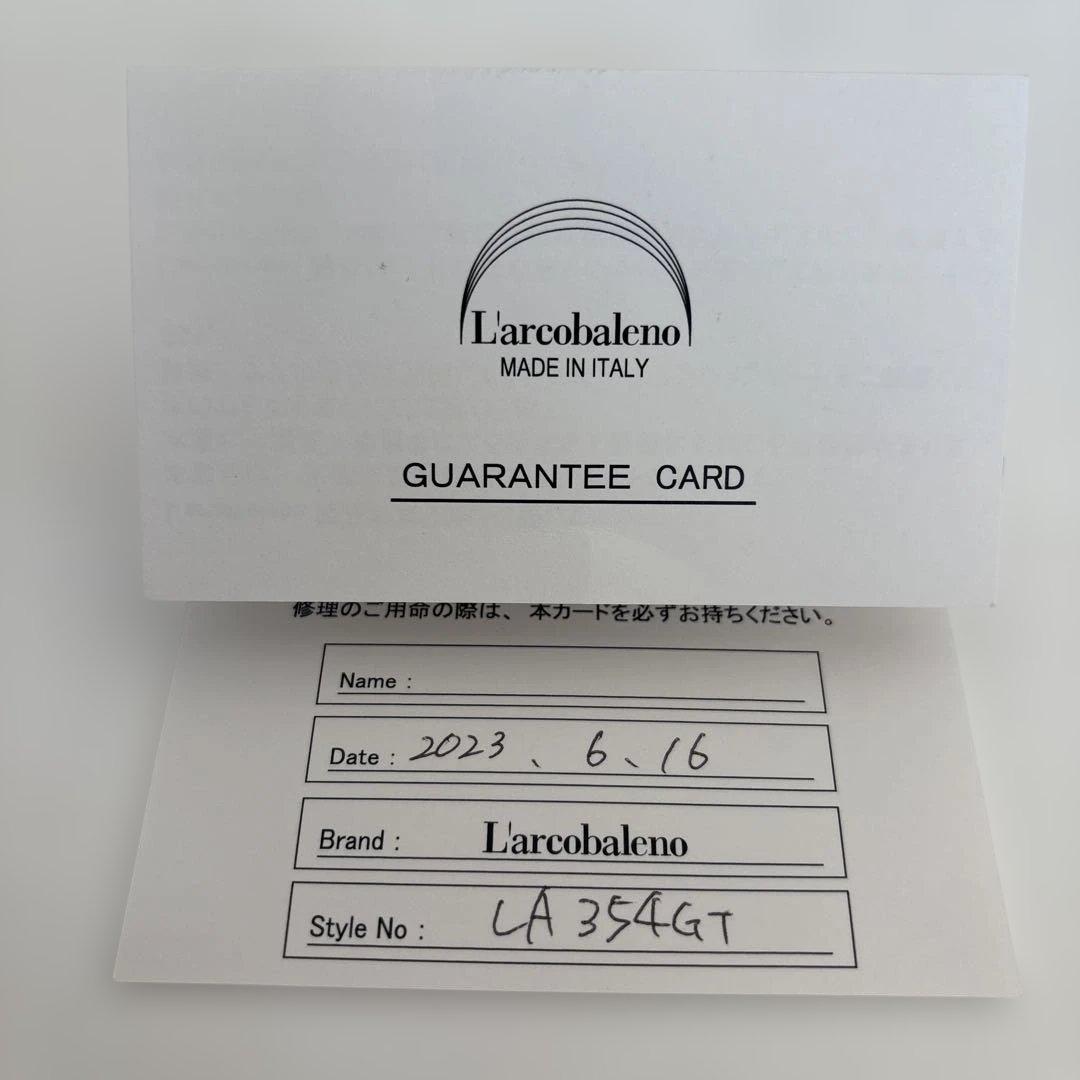 L'arcobaleno
MADE IN ITALY
GUARANTEE CARD
修理のご用命の際は、本カードを必ずお持ちください。
Name :
Date : 2023、6、16
Brand : L'arcobaleno
Style No : LA 354GT